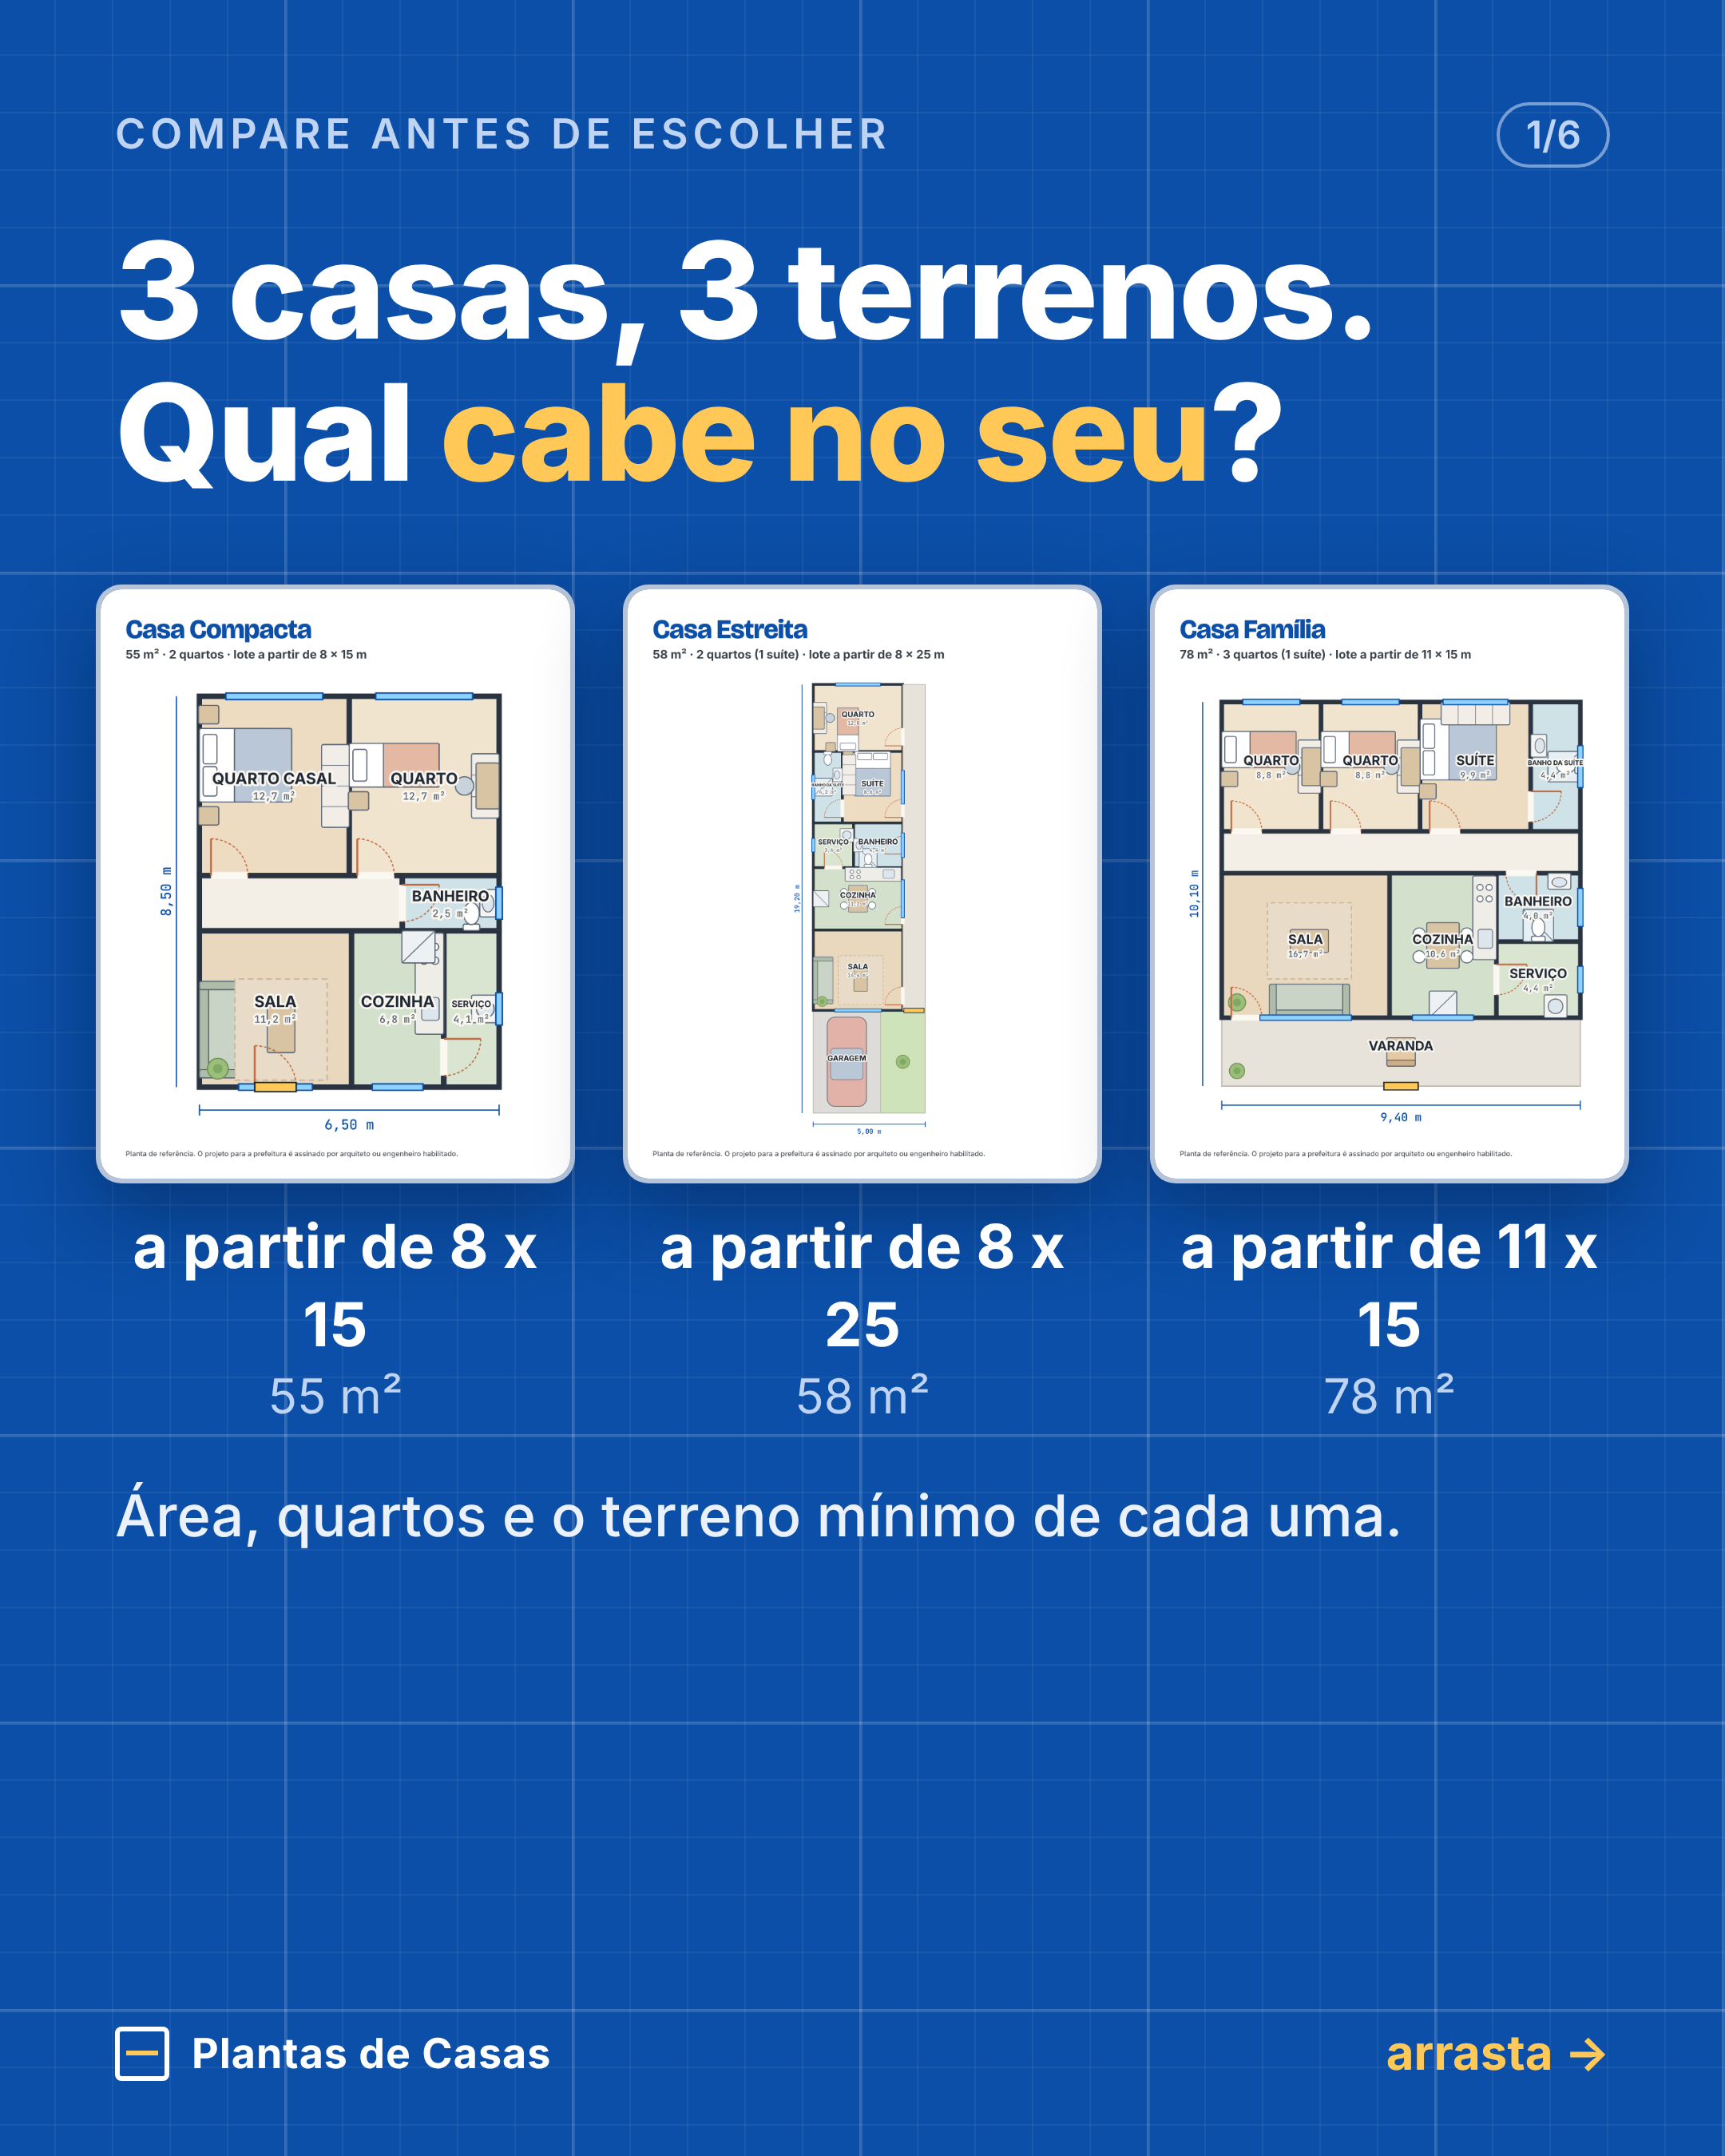 COMPARE ANTES DE ESCOLHER
1/6
3 casas, 3 terrenos.
Qual cabe no seu?
Casa Compacta
55 m² · 2 quartos · lote a partir de 8 × 15 m
QUARTO CASAL
12,7 m²
QUARTO
12,7 m²
BANHEIRO
2,5 m²
SALA
11,2 m²
COZINHA
6,8 m²
SERVIÇO
4,1 m²
8,50 m
6,50 m
Planta de referência. O projeto para a prefeitura é assinado por arquiteto ou engenheiro habilitado.
Casa Estreita
58 m² · 2 quartos (1 suíte) · lote a partir de 8 × 25 m
QUARTO
SUÍTE
SERVIÇO
BANHEIRO
COZINHA
SALA
GARAGEM
19,20 m
5,00 m
Planta de referência. O projeto para a prefeitura é assinado por arquiteto ou engenheiro habilitado.
Casa Família
78 m² · 3 quartos (1 suíte) · lote a partir de 11 × 15 m
QUARTO
8,8 m²
QUARTO
8,8 m²
SUÍTE
9,9 m²
BANHO DA SUÍTE
4,4 m²
SALA
16,7 m²
COZINHA
10,6 m²
BANHEIRO
4,0 m²
SERVIÇO
4,4 m²
VARANDA
10,10 m
9,40 m
Planta de referência. O projeto para a prefeitura é assinado por arquiteto ou engenheiro habilitado.
a partir de 8 x
15
55 m²
a partir de 8 x
25
58 m²
a partir de 11 x
15
78 m²
Área, quartos e o terreno mínimo de cada uma.
Plantas de Casas
arrasta →